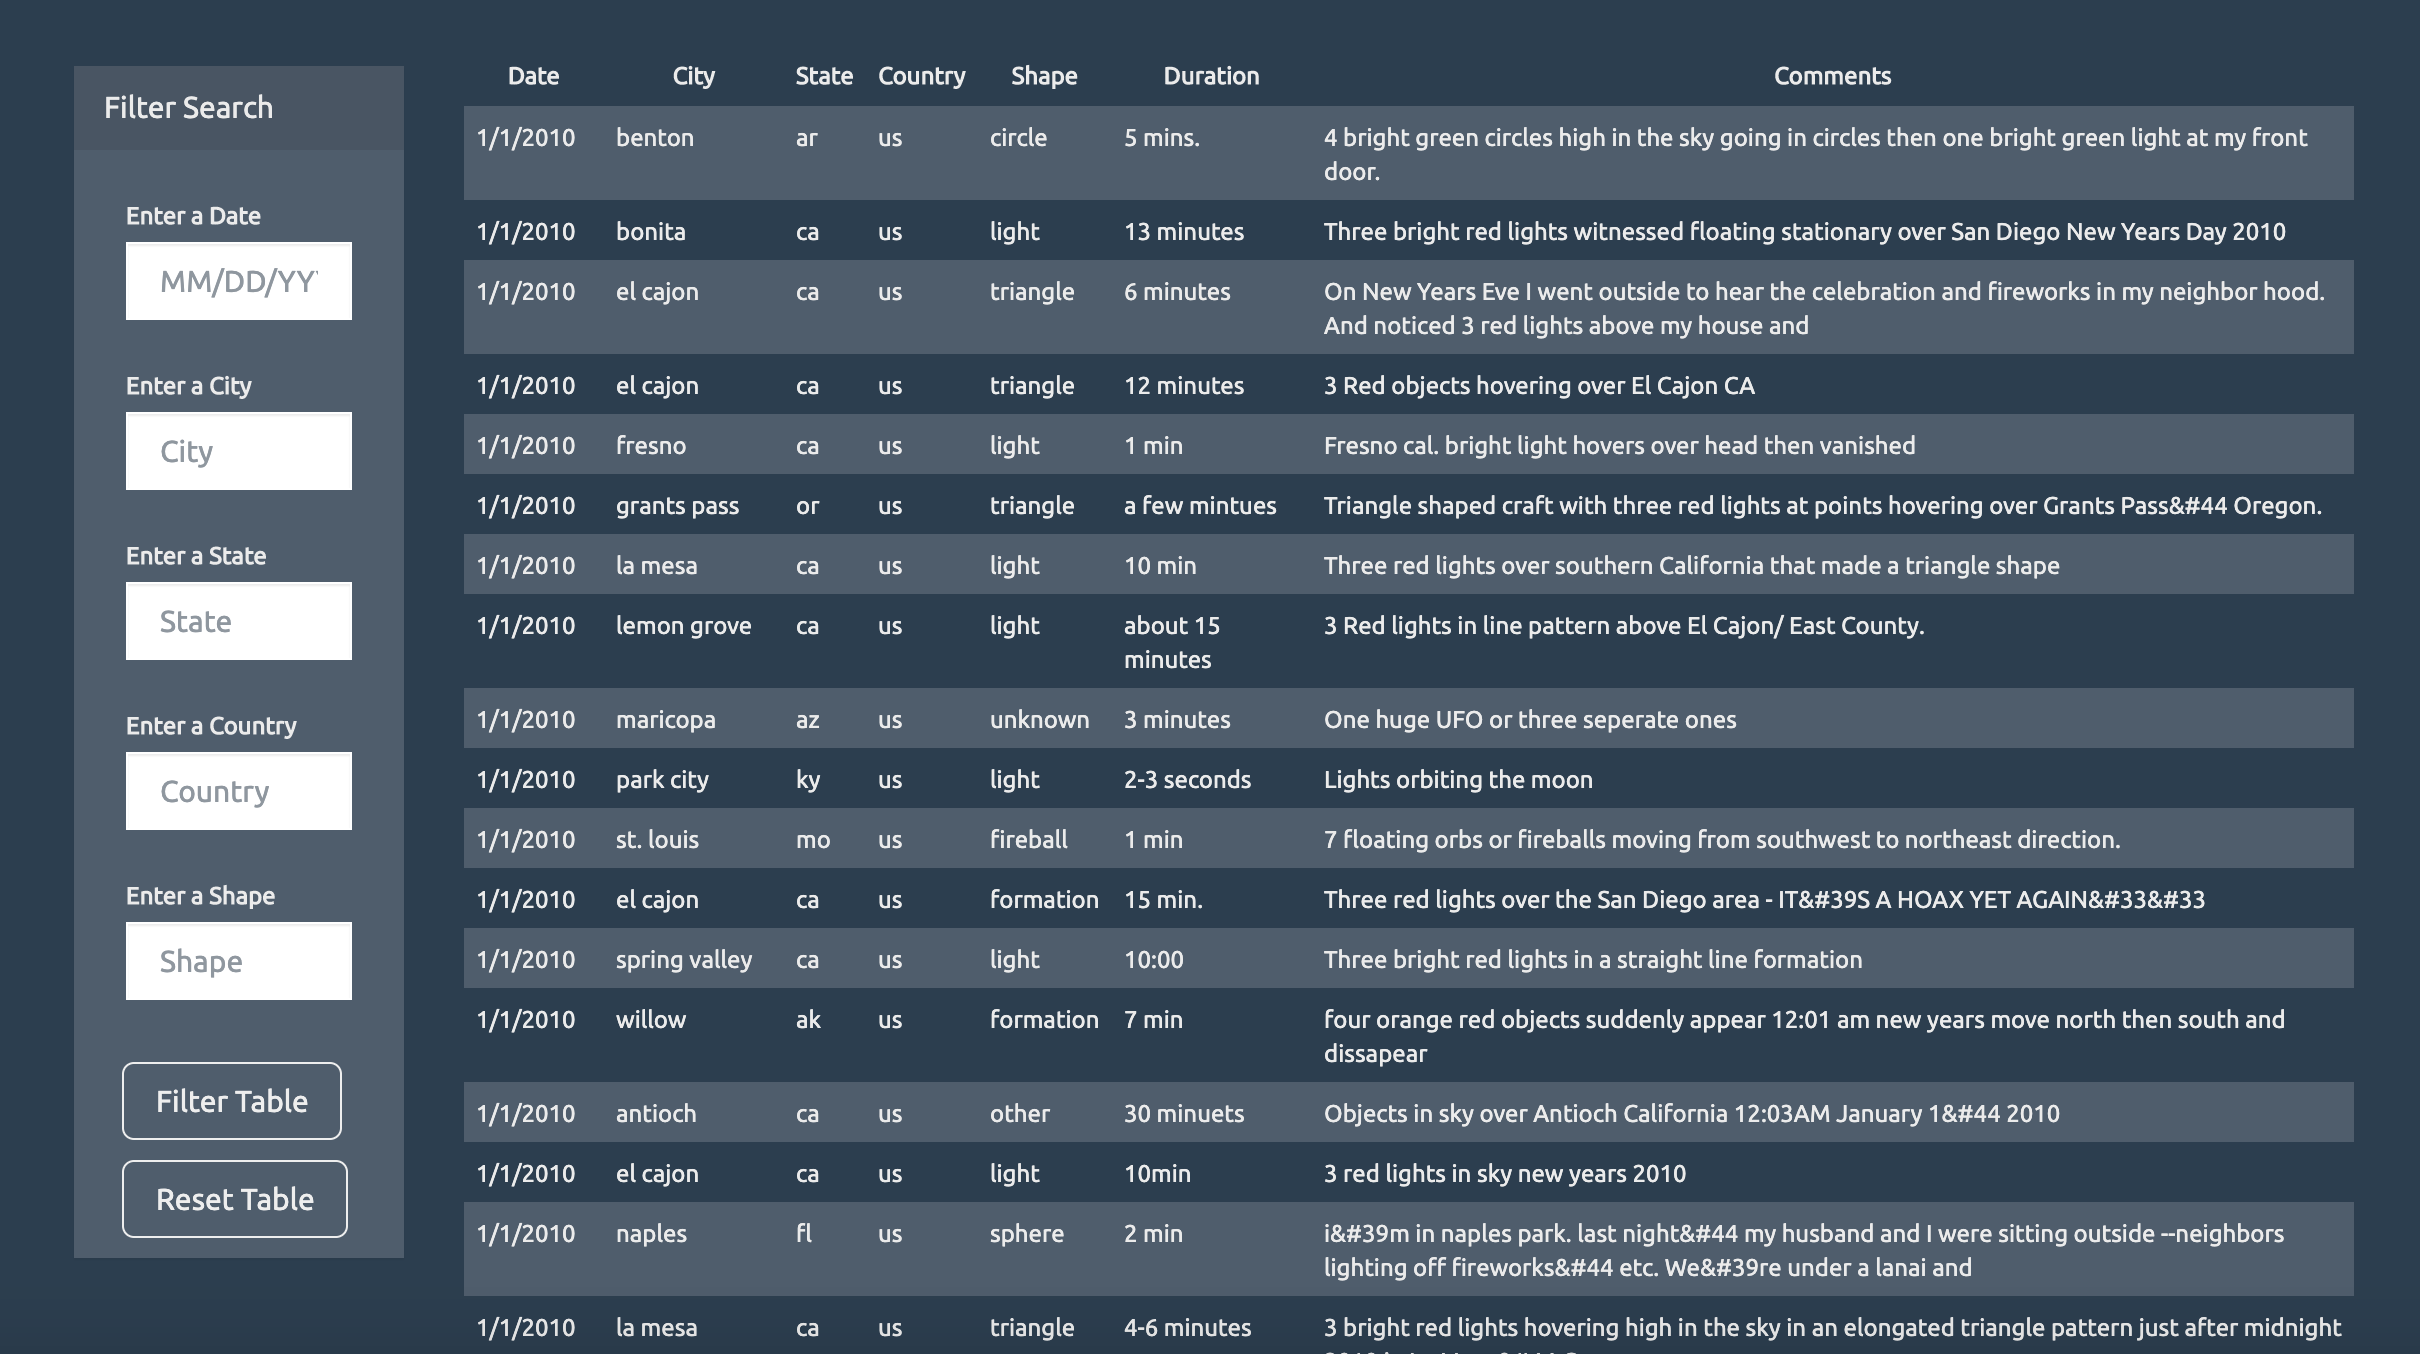 Filter Search
Enter a Date
MM/DD/YY
Enter a City
City
Enter a State
State
Enter a Country
Country
Enter a Shape
Shape
Filter Table
Reset Table
Date City State Country Shape Duration Comments
1/1/2010 benton ar us circle 5 mins. 4 bright green circles high in the sky going in circles then one bright green light at my front
door.
1/1/2010 bonita ca us light 13 minutes Three bright red lights witnessed floating stationary over San Diego New Years Day 2010
1/1/2010 el cajon ca us triangle 6 minutes On New Years Eve I went outside to hear the celebration and fireworks in my neighbor hood.
And noticed 3 red lights above my house and
1/1/2010 el cajon ca us triangle 12 minutes 3 Red objects hovering over El Cajon CA
1/1/2010 fresno ca us light 1 min Fresno cal. bright light hovers over head then vanished
1/1/2010 grants pass or us triangle a few mintues Triangle shaped craft with three red lights at points hovering over Grants Pass&#44 Oregon.
1/1/2010 la mesa ca us light 10 min Three red lights over southern California that made a triangle shape
1/1/2010 lemon grove ca us light about 15 3 Red lights in line pattern above El Cajon/ East County.
minutes
1/1/2010 maricopa az us unknown 3 minutes One huge UFO or three seperate ones
1/1/2010 park city ky us light 2-3 seconds Lights orbiting the moon
1/1/2010 st. louis mo us fireball 1 min 7 floating orbs or fireballs moving from southwest to northeast direction.
1/1/2010 el cajon ca us formation 15 min. Three red lights over the San Diego area - IT&#39S A HOAX YET AGAIN&#33&#33
1/1/2010 spring valley ca us light 10:00 Three bright red lights in a straight line formation
1/1/2010 willow ak us formation 7 min four orange red objects suddenly appear 12:01 am new years move north then south and
dissapear
1/1/2010 antioch ca us other 30 minuets Objects in sky over Antioch California 12:03AM January 1&#44 2010
1/1/2010 el cajon ca us light 10min 3 red lights in sky new years 2010
1/1/2010 naples fl us sphere 2 min i&#39m in naples park. last night&#44 my husband and I were sitting outside --neighbors
lighting off fireworks&#44 etc. We&#39re under a lanai and
1/1/2010 la mesa ca us triangle 4-6 minutes 3 bright red lights hovering high in the sky in an elongated triangle pattern just after midnight